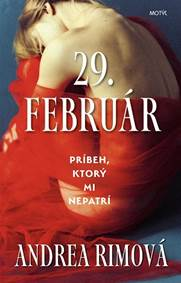 MOTÝĽ
29.
FEBRUÁR
PRÍBEH,
KTORÝ
MI
NEPATRÍ
ANDREA RIMOVÁ